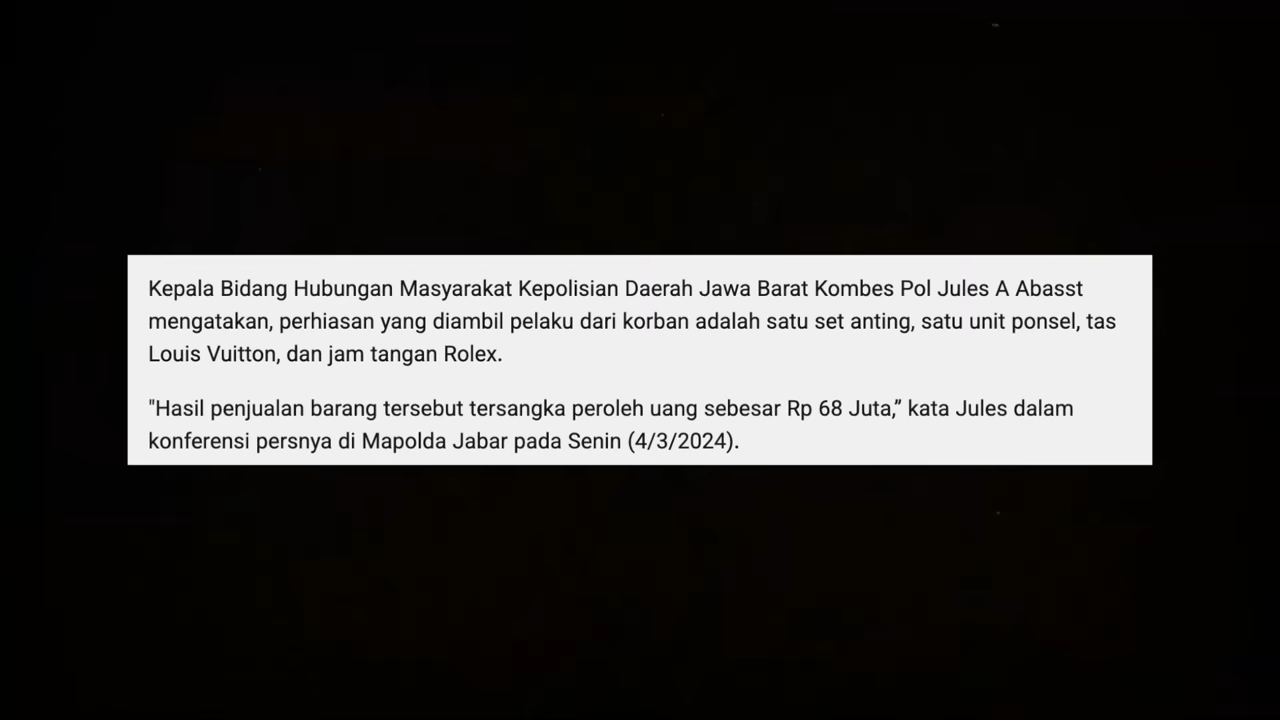 Kepala Bidang Hubungan Masyarakat Kepolisian Daerah Jawa Barat Kombes Pol Jules A Abasst
mengatakan, perhiasan yang diambil pelaku dari korban adalah satu set anting, satu unit ponsel, tas
Louis Vuitton, dan jam tangan Rolex.
"Hasil penjualan barang tersebut tersangka peroleh uang sebesar Rp 68 Juta,” kata Jules dalam
konferensi persnya di Mapolda Jabar pada Senin (4/3/2024).